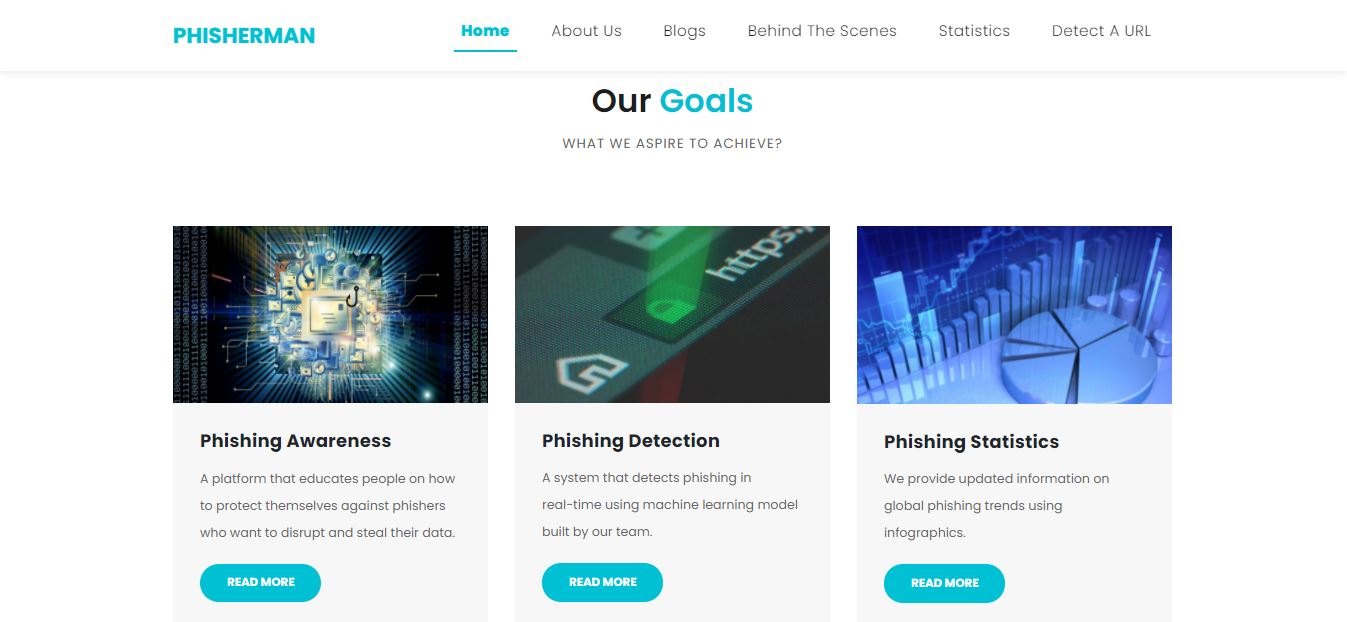 PHISHERMAN
Home
About Us
Blogs
Behind The Scenes
Statistics
Detect A URL
Our Goals
WHAT WE ASPIRE TO ACHIEVE?
https:/
Phishing Awareness
A platform that educates people on how
to protect themselves against phishers
who want to disrupt and steal their data.
READ MORE
Phishing Detection
A system that detects phishing in
real-time using machine learning model
built by our team.
READ MORE
Phishing Statistics
We provide updated information on
global phishing trends using
infographics.
READ MORE